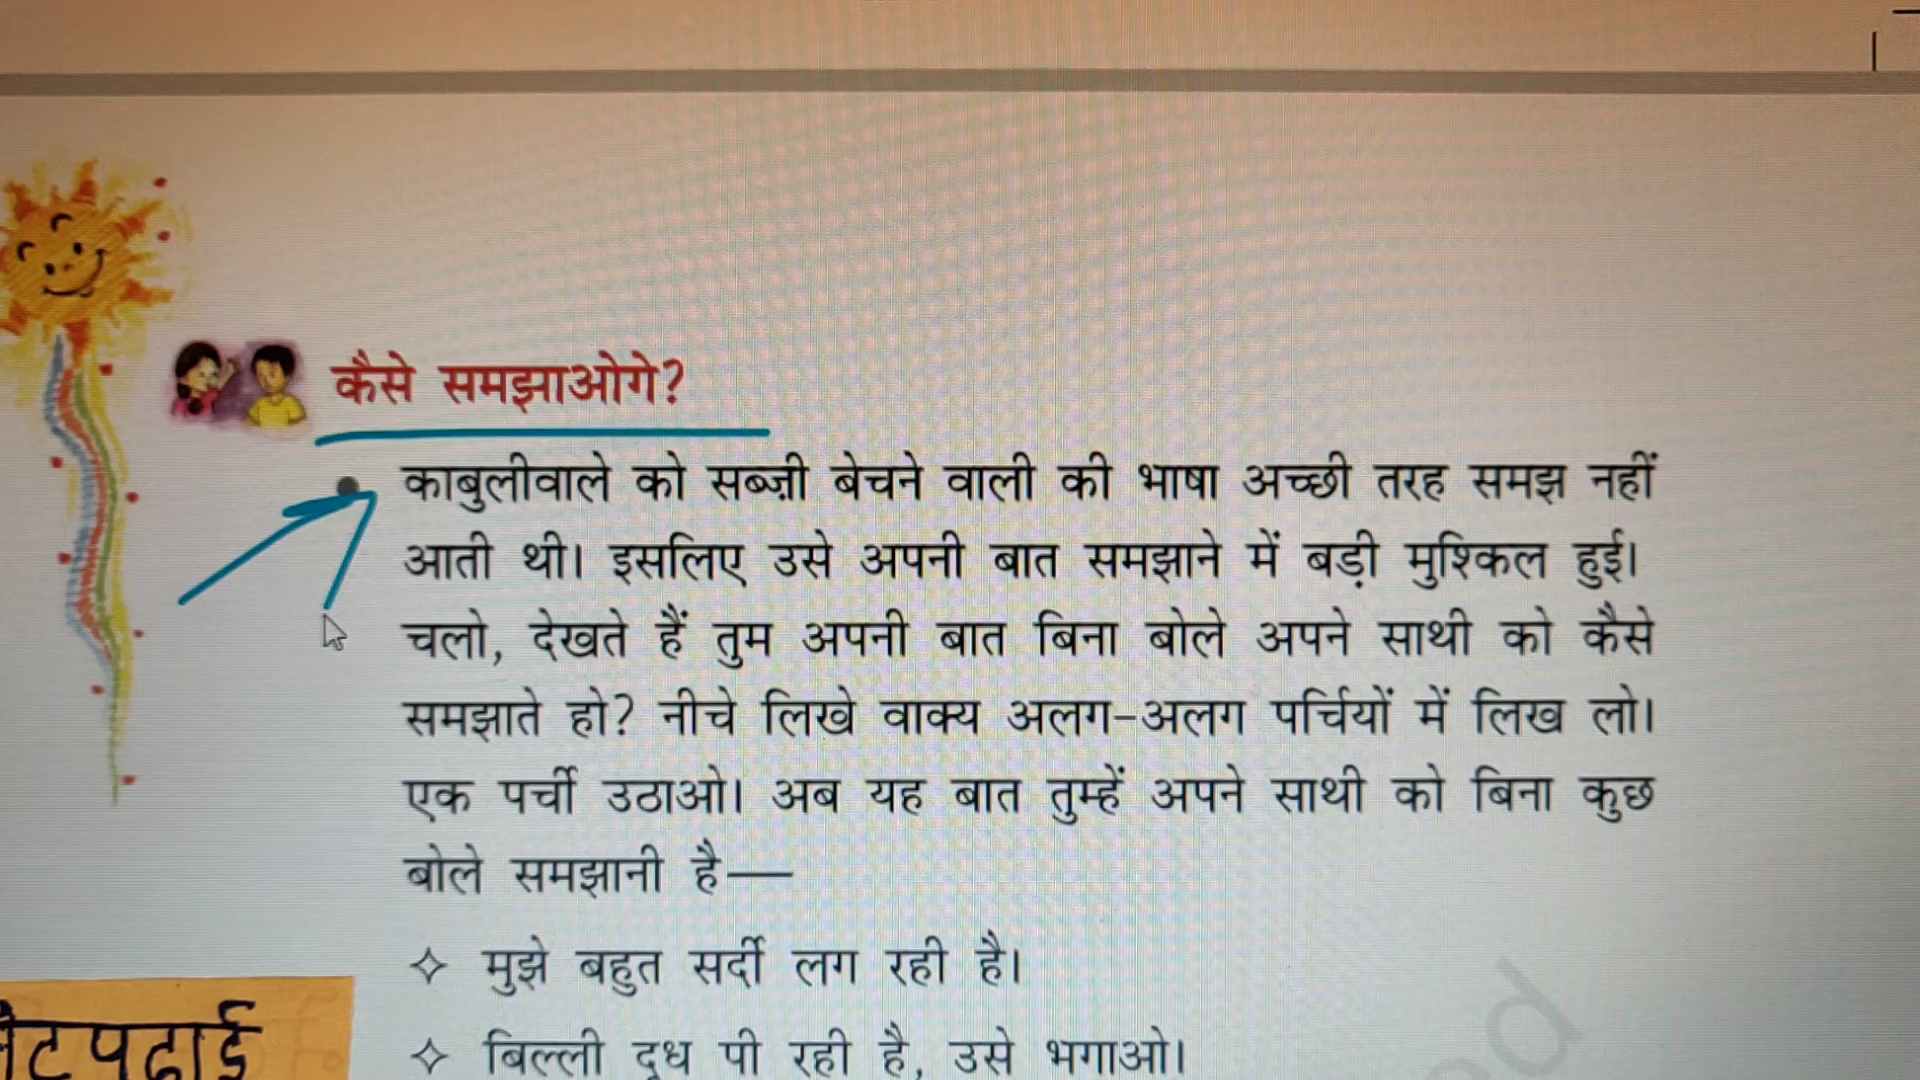 कैसे समझाओगे?
काबुलीवाले को सब्ज़ी बेचने वाली की भाषा अच्छी तरह समझ नहीं
आती थी। इसलिए उसे अपनी बात समझाने में बड़ी मुश्किल हुई।
चलो, देखते हैं तुम अपनी बात बिना बोले अपने साथी को कैसे
समझाते हो? नीचे लिखे वाक्य अलग-अलग पर्चियों में लिख लो।
एक पर्ची उठाओ। अब यह बात तुम्हें अपने साथी को बिना कुछ
बोले समझानी है—
✧ मुझे बहुत सर्दी लग रही है।
✧ बिल्ली दूध पी रही है, उसे भगाओ।